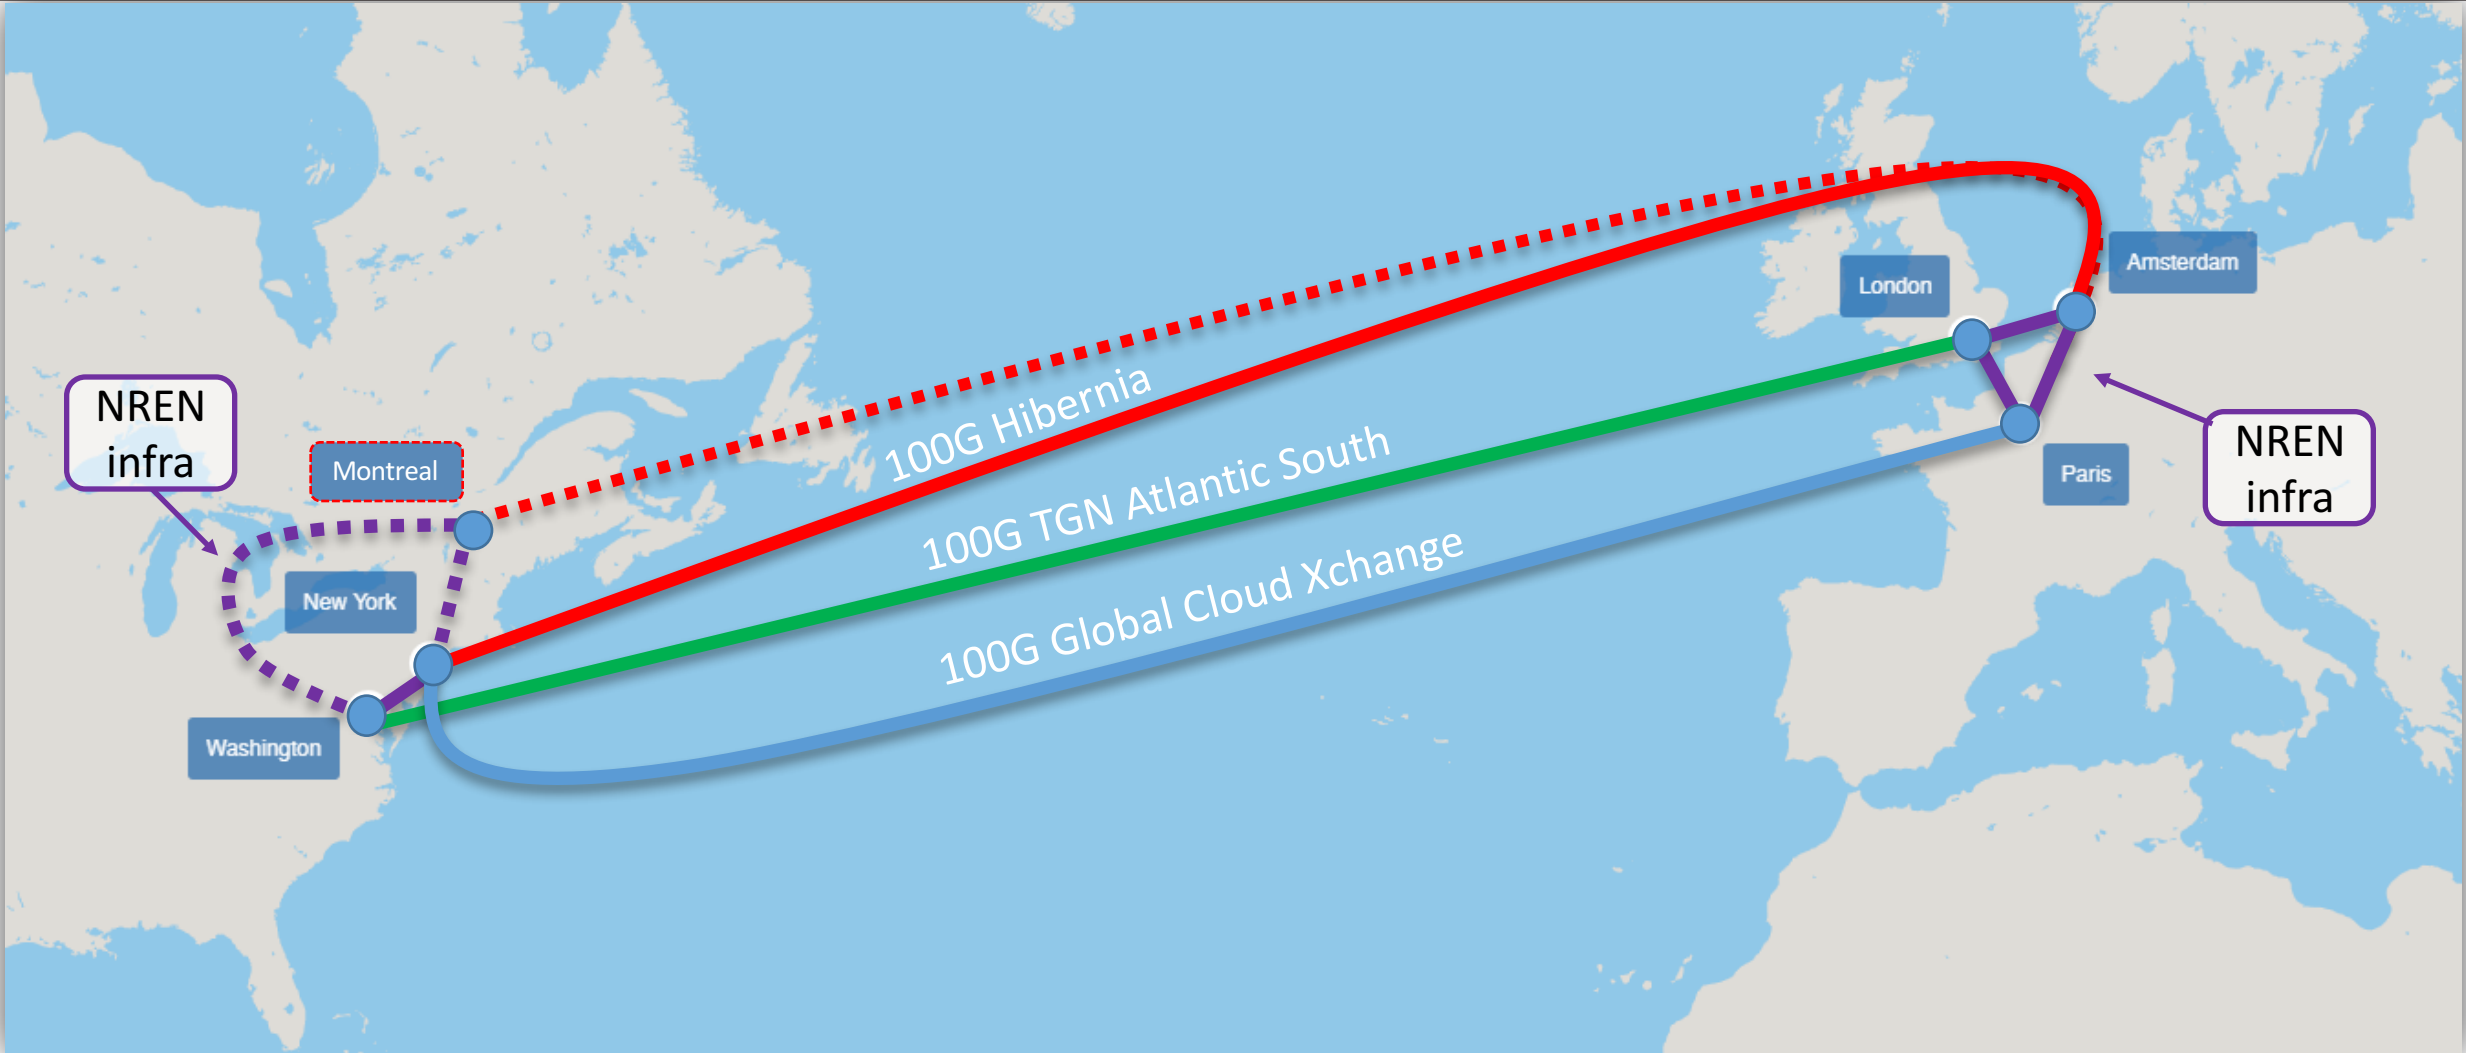 Amsterdam
London
100G Hibernia
NREN
infra
Montreal
100G TGN Atlantic South
NREN
infra
Paris
100G Global Cloud Xchange
New York
Washington